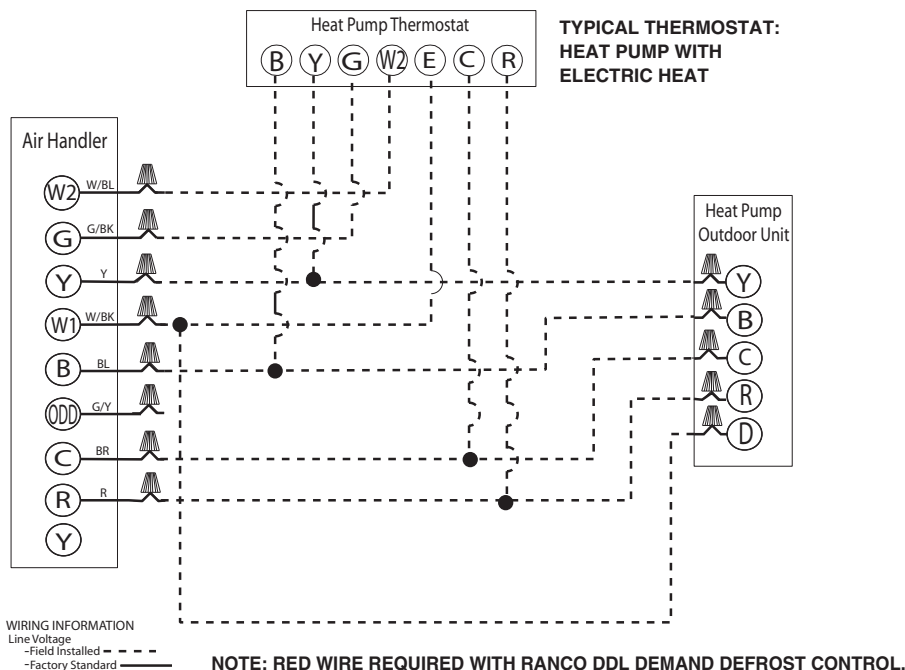 Heat Pump Thermostat
B Y G W2 E C R
TYPICAL THERMOSTAT:
HEAT PUMP WITH
ELECTRIC HEAT
Air Handler
W2 W/BL
G G/BK
Y Y
W1 W/BK
B BL
ODD G/Y
C BR
R R
Y
Heat Pump
Outdoor Unit
Y
B
C
R
D
WIRING INFORMATION
Line Voltage
-Field Installed
-Factory Standard
NOTE: RED WIRE REQUIRED WITH RANCO DDL DEMAND DEFROST CONTROL.